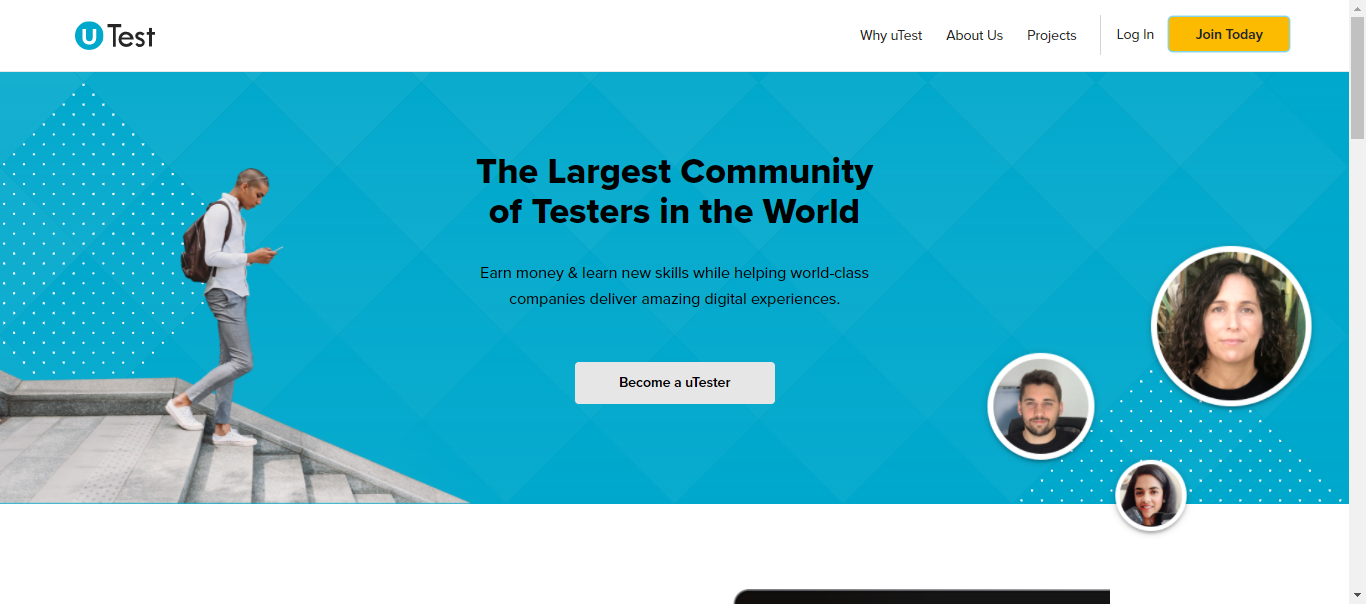 uTest
Why uTest
About Us
Projects
Log In
Join Today
The Largest Community
of Testers in the World
Earn money & learn new skills while helping world-class
companies deliver amazing digital experiences.
Become a uTester